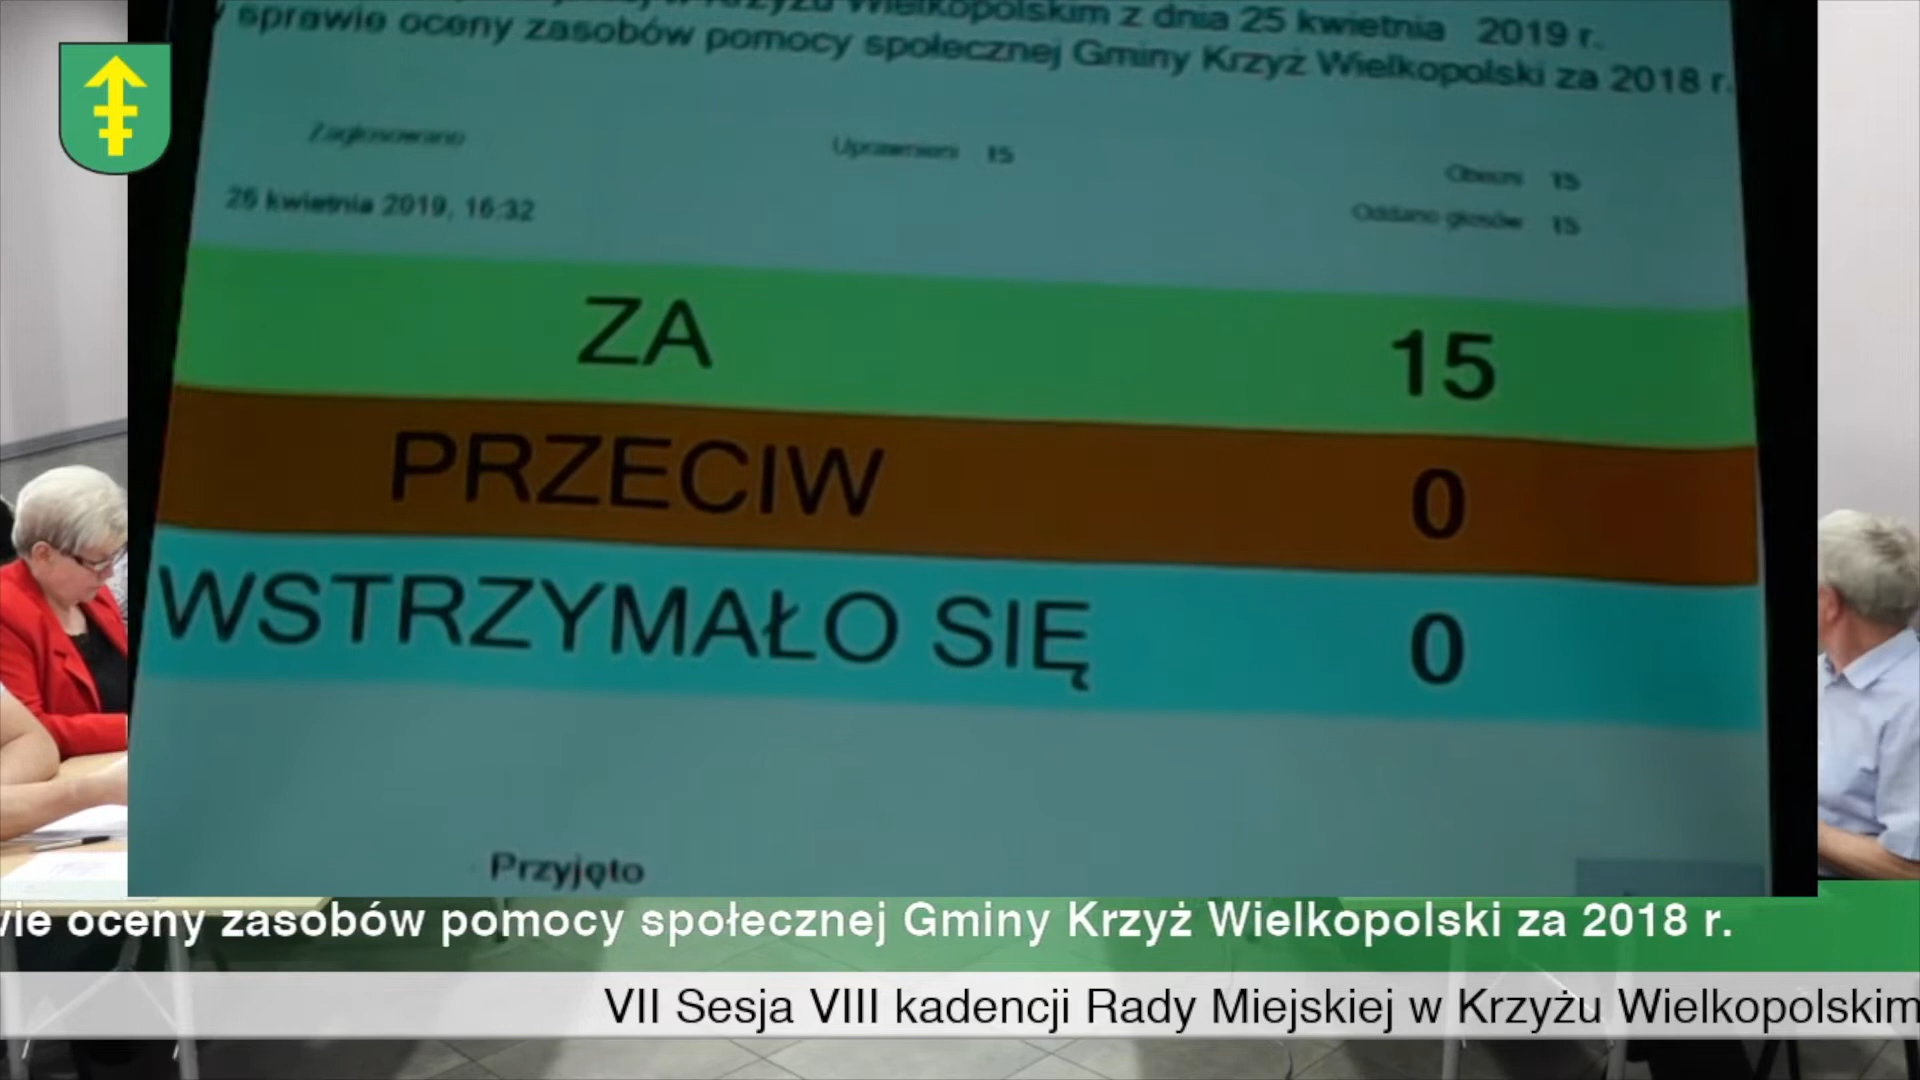 Wielkopolskim z dnia 25 kwietnia 2019 r.
sprawie oceny zasobów pomocy społecznej Gminy Krzyż Wielkopolski za 2018 r.
Zagłosowano
Uprawnieni 15
Obecni 15
25 kwietnia 2019, 16:32
Oddano głosów 15
ZA 15
PRZECIW 0
WSTRZYMAŁO SIĘ 0
Przyjęto
oceny zasobów pomocy społecznej Gminy Krzyż Wielkopolski za 2018 r.
VII Sesja VIII kadencji Rady Miejskiej w Krzyżu Wielkopolskim